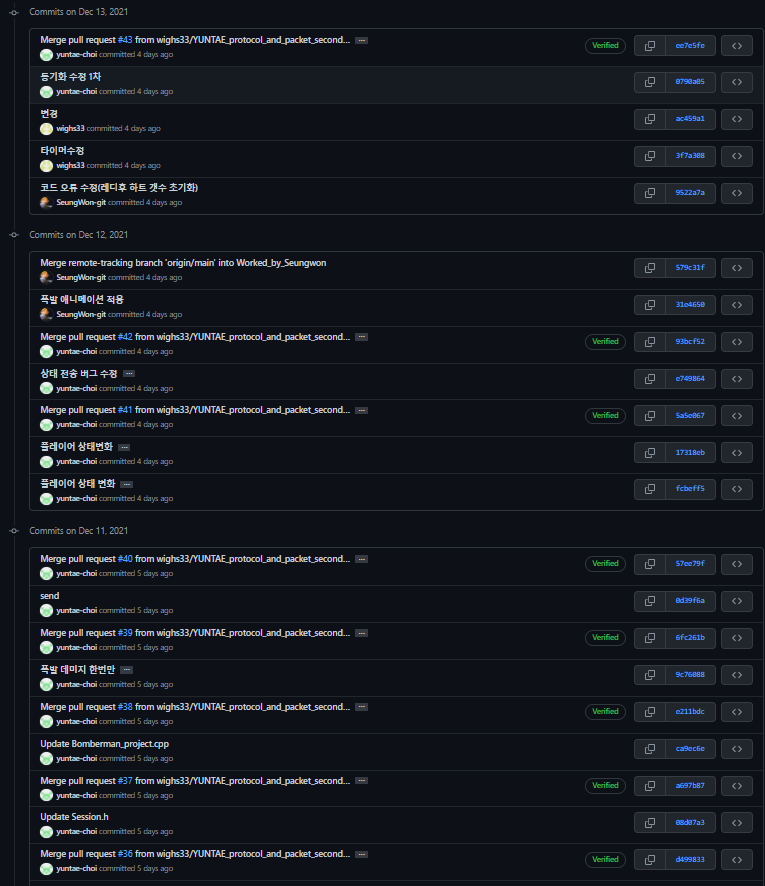 Commits on Dec 13, 2021
Merge pull request #43 from wighs33/YUNTAE_protocol_and_packet_second... ...
Verified
ee7e5fe
yuntae-choi committed 4 days ago
동기화 수정 1차
0790a05
yuntae-choi committed 4 days ago
변경
ac459a1
wighs33 committed 4 days ago
타이머수정
3f7a308
wighs33 committed 4 days ago
코드 오류 수정(레디후 하트 갯수 초기화)
9522a7a
SeungWon-git committed 4 days ago
Commits on Dec 12, 2021
Merge remote-tracking branch 'origin/main' into Worked_by_Seungwon
579c31f
SeungWon-git committed 4 days ago
폭발 애니메이션 적용
31e4650
SeungWon-git committed 4 days ago
Merge pull request #42 from wighs33/YUNTAE_protocol_and_packet_second... ...
Verified
93bcf52
yuntae-choi committed 4 days ago
상태 전송 버그 수정 ...
e749864
yuntae-choi committed 4 days ago
Merge pull request #41 from wighs33/YUNTAE_protocol_and_packet_second... ...
Verified
5a5e067
yuntae-choi committed 4 days ago
플레이어 상태변화 ...
17318eb
yuntae-choi committed 4 days ago
플레이어 상태 변화 ...
fcbeff5
yuntae-choi committed 4 days ago
Commits on Dec 11, 2021
Merge pull request #40 from wighs33/YUNTAE_protocol_and_packet_second... ...
Verified
57ee79f
yuntae-choi committed 5 days ago
send
0d39f6a
yuntae-choi committed 5 days ago
Merge pull request #39 from wighs33/YUNTAE_protocol_and_packet_second... ...
Verified
6fc261b
yuntae-choi committed 5 days ago
폭발 데미지 한번만 ...
9c76088
yuntae-choi committed 5 days ago
Merge pull request #38 from wighs33/YUNTAE_protocol_and_packet_second... ...
Verified
e211bdc
yuntae-choi committed 5 days ago
Update Bomberman_project.cpp
ca9ec6e
yuntae-choi committed 5 days ago
Merge pull request #37 from wighs33/YUNTAE_protocol_and_packet_second... ...
Verified
a697b87
yuntae-choi committed 5 days ago
Update Session.h
08d07a3
yuntae-choi committed 5 days ago
Merge pull request #36 from wighs33/YUNTAE_protocol_and_packet_second... ...
Verified
d499833
yuntae-choi committed 5 days ago